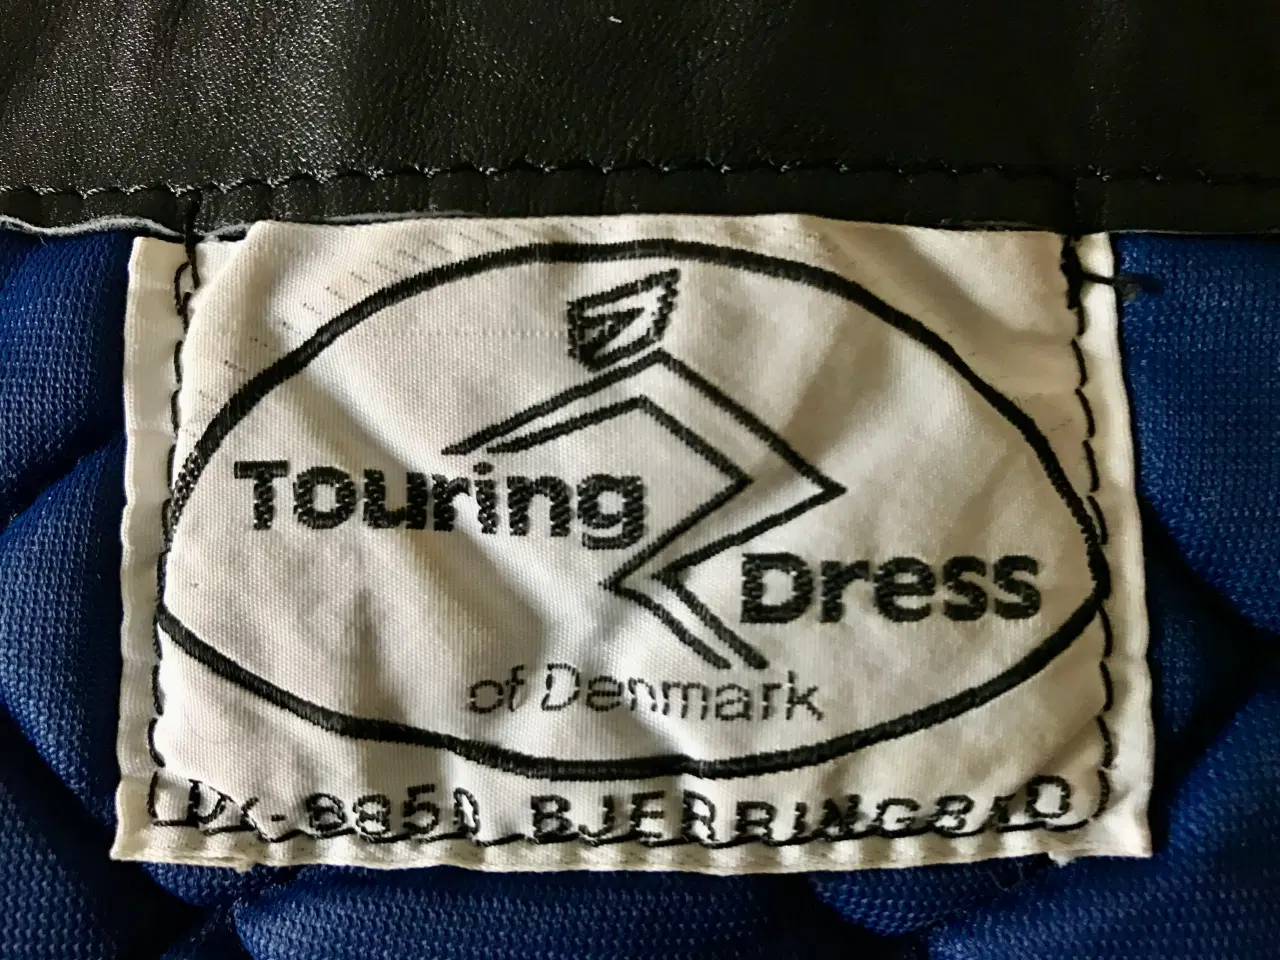 Touring
Dress
of Denmark
DK-8850 BJERRINGBRO